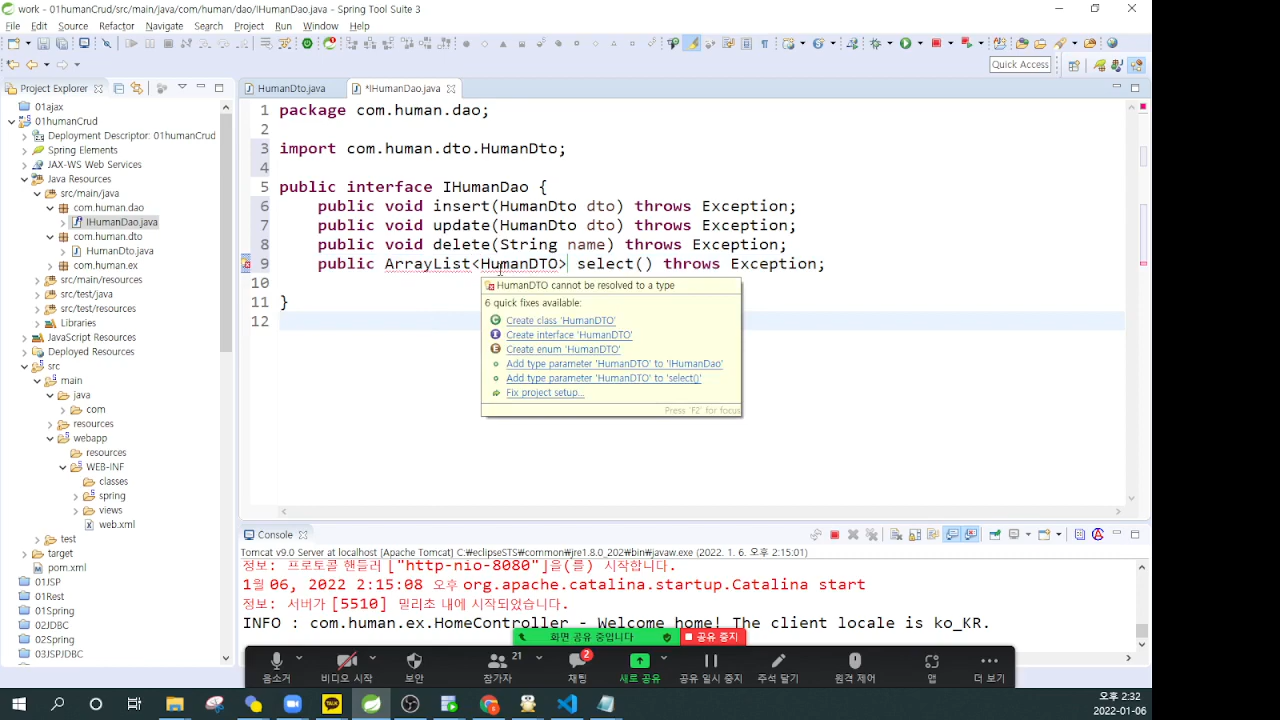 work - 01humanCrud/src/main/java/com/human/dao/IHumanDao.java - Spring Tool Suite 3
File Edit Source Refactor Navigate Search Project Run Window Help
Quick Access
Project Explorer
HumanDto.java
*IHumanDao.java
01ajax
01humanCrud
Deployment Descriptor: 01humanCrud
Spring Elements
JAX-WS Web Services
Java Resources
src/main/java
com.human.dao
IHumanDao.java
com.human.dto
HumanDto.java
com.human.ex
src/main/resources
src/test/java
src/test/resources
Libraries
JavaScript Resources
Deployed Resources
src
main
java
com
resources
webapp
resources
WEB-INF
classes
spring
views
web.xml
test
target
pom.xml
01JSP
01Rest
01Spring
02JDBC
02Spring
03JSPJDBC
1 package com.human.dao;
2
3 import com.human.dto.HumanDto;
4
5 public interface IHumanDao {
6 public void insert(HumanDto dto) throws Exception;
7 public void update(HumanDto dto) throws Exception;
8 public void delete(String name) throws Exception;
9 public ArrayList<HumanDTO> select() throws Exception;
10
11 }
12
HumanDTO cannot be resolved to a type
6 quick fixes available:
Create class 'HumanDTO'
Create interface 'HumanDTO'
Create enum 'HumanDTO'
Add type parameter 'HumanDTO' to 'IHumanDao'
Add type parameter 'HumanDTO' to 'select()'
Fix project setup...
Press 'F2' for focus
Console
Tomcat v9.0 Server at localhost [Apache Tomcat] C:₩eclipseSTS₩common₩jre1.8.0_202₩bin₩javaw.exe (2022. 1. 6. 오후 2:15:01)
정보: 프로토콜 핸들러 ["http-nio-8080"]을(를) 시작합니다.
1월 06, 2022 2:15:08 오후 org.apache.catalina.startup.Catalina start
정보: 서버가 [5510] 밀리초 내에 시작되었습니다.
INFO : com.human.ex.HomeController - Welcome home! The client locale is ko_KR.
화면 공유 중입니다
공유 중지
21
2
음소거
비디오 시작
보안
참가자
채팅
새로 공유
공유 일시 중지
주석 달기
원격 제어
앱
더 보기
TALK
오후 2:32
2022-01-06